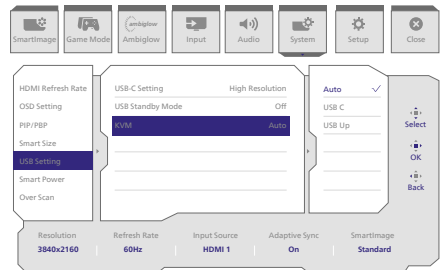 SmartImage
Game Mode
ambiglow
Ambiglow
Input
Audio
System
Setup
Close
HDMI Refresh Rate
OSD Setting
PIP/PBP
Smart Size
USB Setting
Smart Power
Over Scan
USB-C Setting High Resolution
USB Standby Mode Off
KVM Auto
Auto
USB C
USB Up
Select
OK
Back
Resolution Refresh Rate Input Source Adaptive Sync SmartImage
3840x2160 60Hz HDMI 1 On Standard